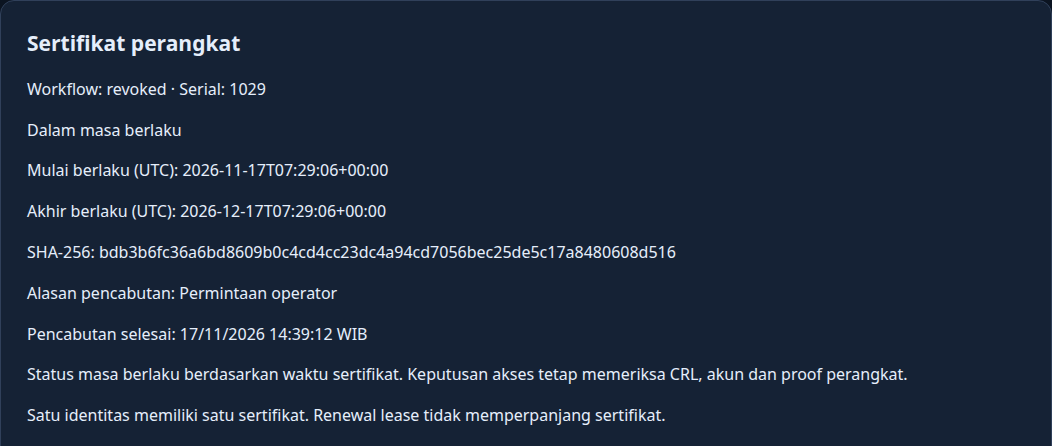 Sertifikat perangkat
Workflow: revoked · Serial: 1029
Dalam masa berlaku
Mulai berlaku (UTC): 2026-11-17T07:29:06+00:00
Akhir berlaku (UTC): 2026-12-17T07:29:06+00:00
SHA-256: bdb3b6fc36a6bd8609b0c4cd4cc23dc4a94cd7056bec25de5c17a8480608d516
Alasan pencabutan: Permintaan operator
Pencabutan selesai: 17/11/2026 14:39:12 WIB
Status masa berlaku berdasarkan waktu sertifikat. Keputusan akses tetap memeriksa CRL, akun dan proof perangkat.
Satu identitas memiliki satu sertifikat. Renewal lease tidak memperpanjang sertifikat.